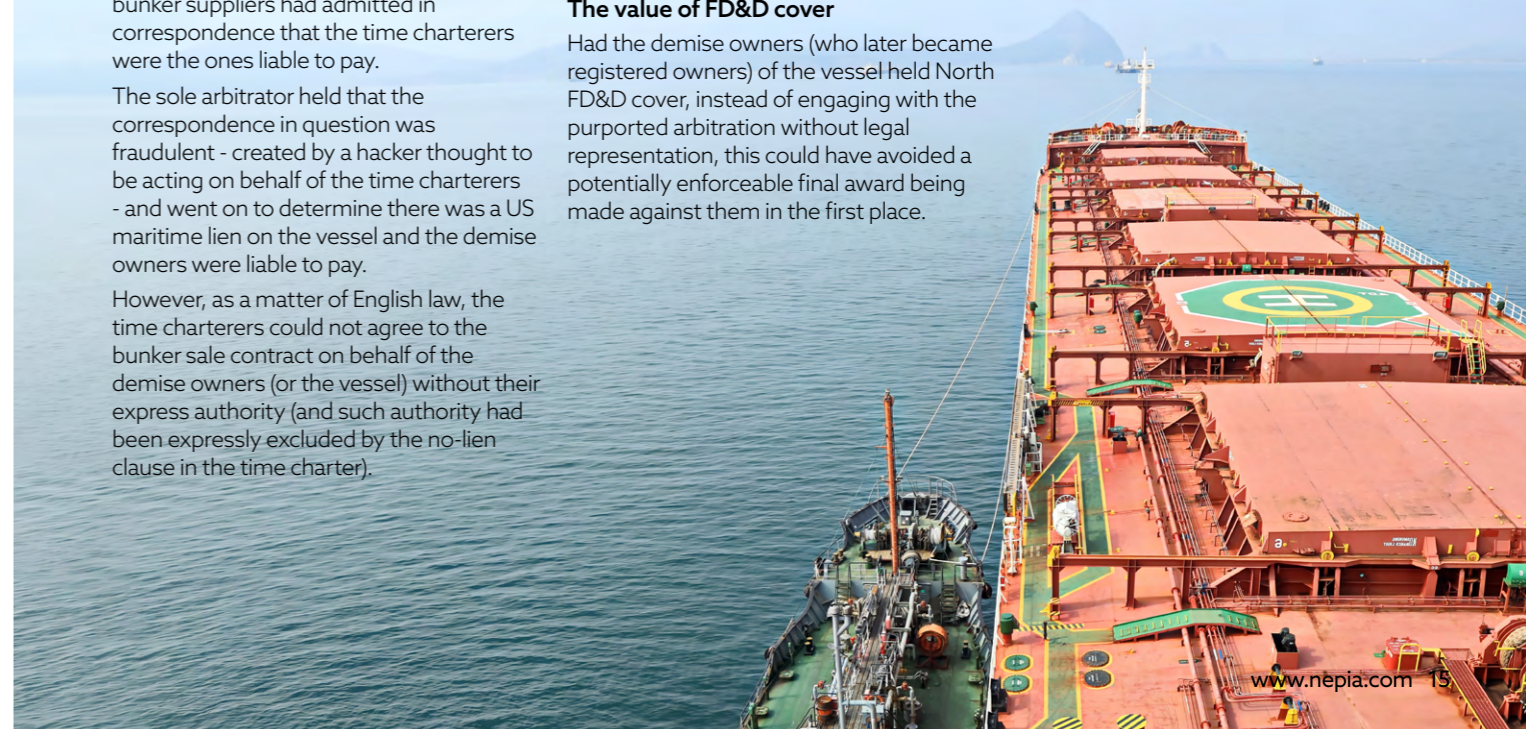 bunker suppliers had admitted in
correspondence that the time charterers
were the ones liable to pay.
The sole arbitrator held that the
correspondence in question was
fraudulent - created by a hacker thought to
be acting on behalf of the time charterers
- and went on to determine there was a US
maritime lien on the vessel and the demise
owners were liable to pay.
However, as a matter of English law, the
time charterers could not agree to the
bunker sale contract on behalf of the
demise owners (or the vessel) without their
express authority (and such authority had
been expressly excluded by the no-lien
clause in the time charter).
The value of FD&D cover
Had the demise owners (who later became
registered owners) of the vessel held North
FD&D cover, instead of engaging with the
purported arbitration without legal
representation, this could have avoided a
potentially enforceable final award being
made against them in the first place.
H
www.nepia.com 15